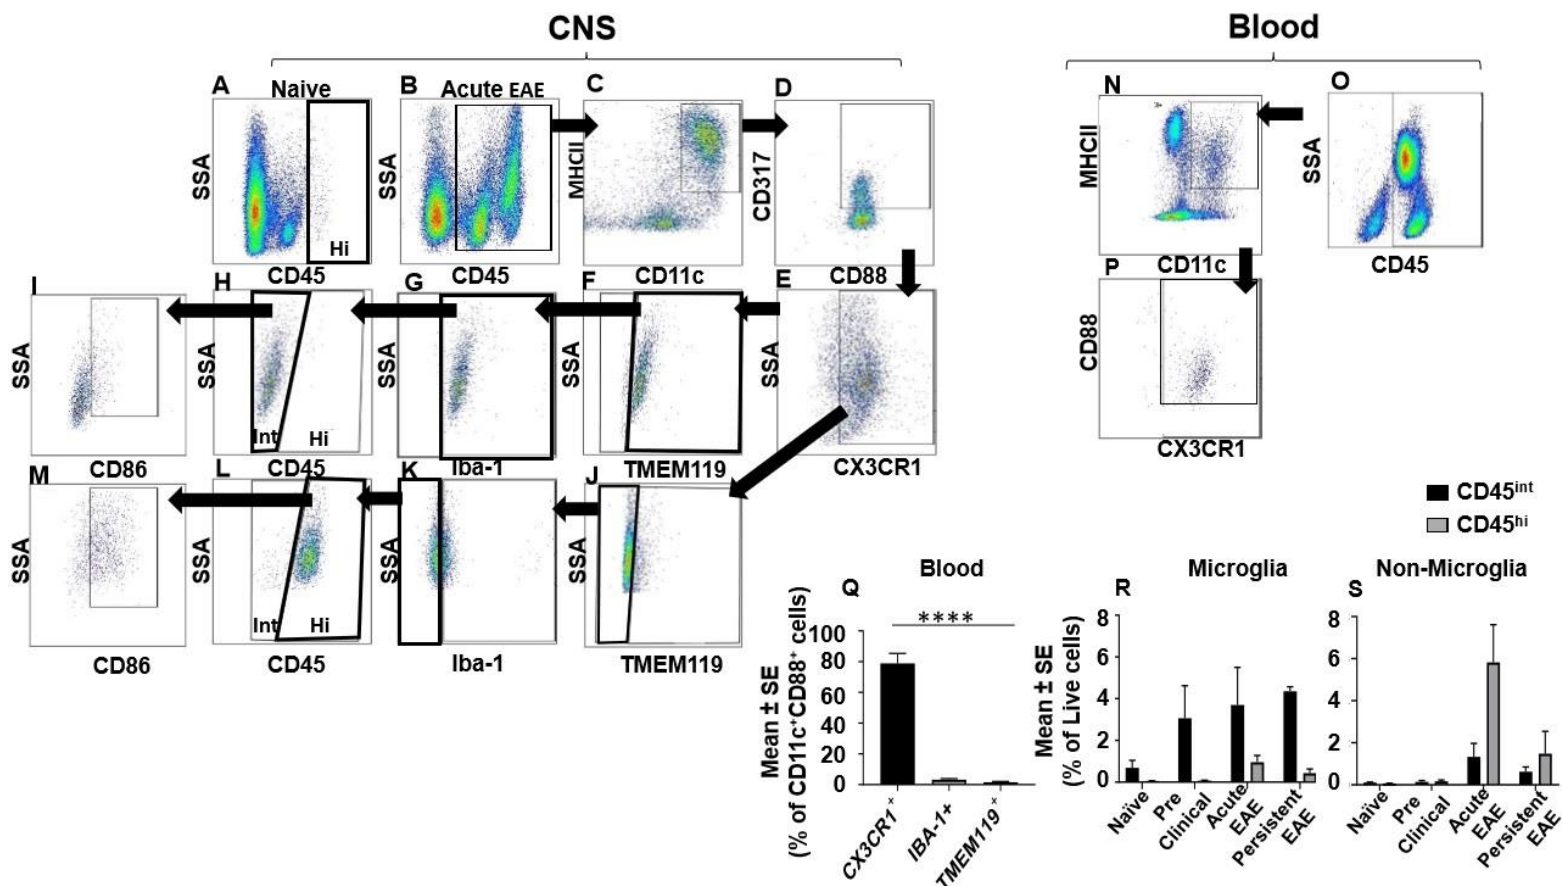 CNS
Blood
A
Naive
B
Acute EAE
C
D
N
O
SSA
Hi
CD45
SSA
CD45
MHCII
CD11c
CD317
CD88
MHCII
CD11c
SSA
CD45
I
H
G
F
E
P
SSA
CD86
SSA
Int
Hi
CD45
SSA
Iba-1
SSA
TMEM119
SSA
CX3CR1
CD88
CX3CR1
M
L
K
J
SSA
CD86
SSA
Int
Hi
CD45
SSA
Iba-1
SSA
TMEM119
CD45int
CD45hi
Q
Blood
****
Mean ± SE
(% of CD11c+CD88+ cells)
100
80
60
40
20
0
CX3CR1+
IBA-1+
TMEM119+
R
Microglia
Mean ± SE
(% of Live cells)
8
6
4
2
0
Naïve
Pre
Clinical
Acute
EAE
Persistent
EAE
S
Non-Microglia
8
6
4
2
0
Naïve
Pre
Clinical
Acute
EAE
Persistent
EAE